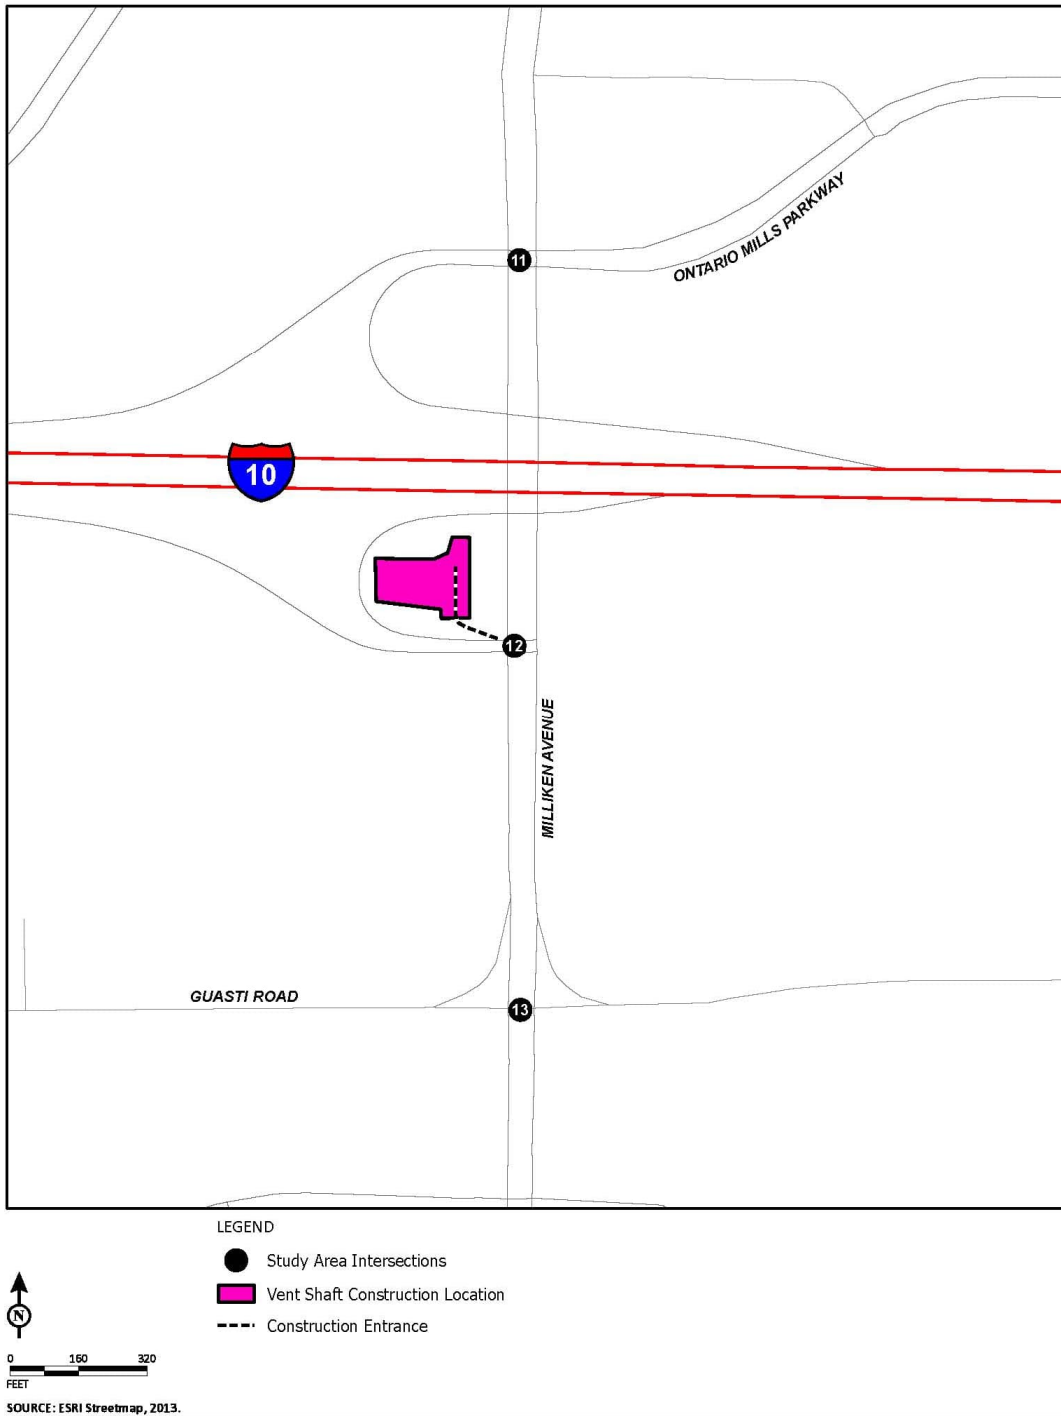 ONTARIO MILLS PARKWAY
11
10
12
MILLIKEN AVENUE
GUASTI ROAD
13
LEGEND
Study Area Intersections
Vent Shaft Construction Location
Construction Entrance
N
0 160 320
FEET
SOURCE: ESRI Streetmap, 2013.